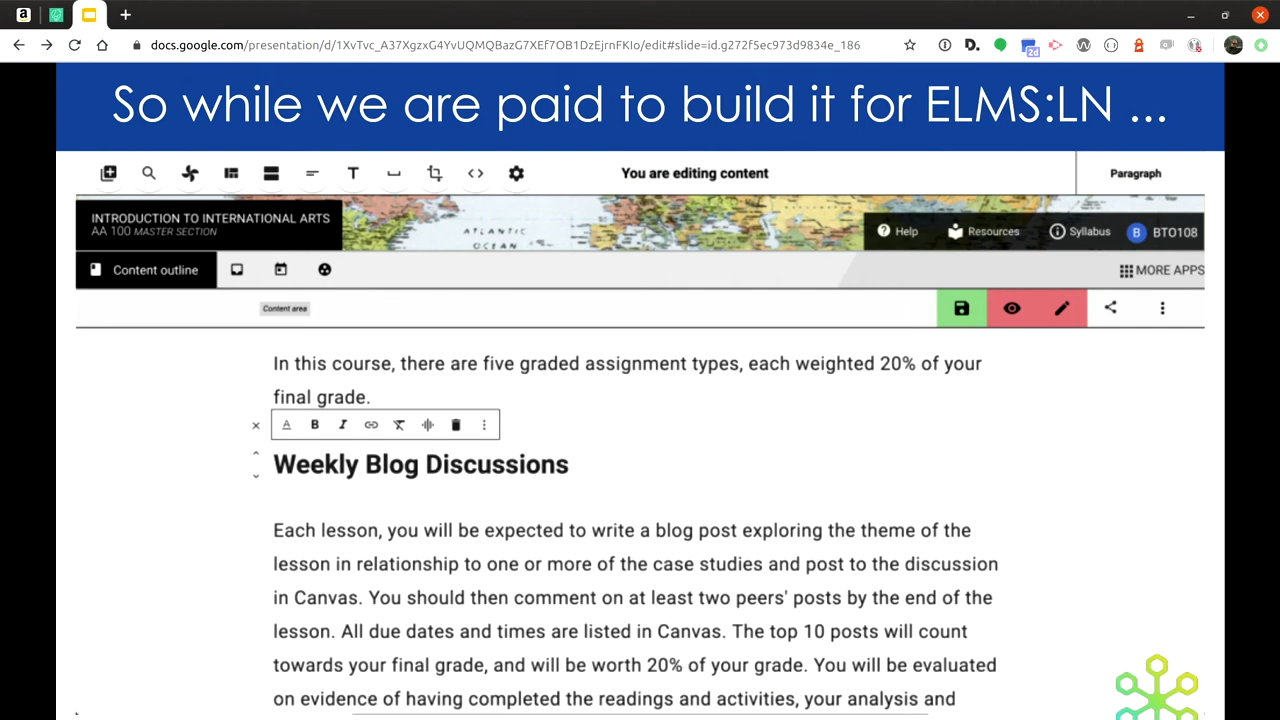 docs.google.com/presentation/d/1XvTvc_A37XgzxG4YvUQMQBazG7XEf7OB1DzEjrnFKIo/edit#slide=id.g272f5ec973d9834e_186
2d
So while we are paid to build it for ELMS:LN ...
You are editing content
Paragraph
INTRODUCTION TO INTERNATIONAL ARTS
AA 100 MASTER SECTION
ATLANTIC
OCEAN
Help
Resources
Syllabus
B
BTO108
Content outline
MORE APPS
Content area
In this course, there are five graded assignment types, each weighted 20% of your
final grade.
Weekly Blog Discussions
Each lesson, you will be expected to write a blog post exploring the theme of the
lesson in relationship to one or more of the case studies and post to the discussion
in Canvas. You should then comment on at least two peers' posts by the end of the
lesson. All due dates and times are listed in Canvas. The top 10 posts will count
towards your final grade, and will be worth 20% of your grade. You will be evaluated
on evidence of having completed the readings and activities, your analysis and